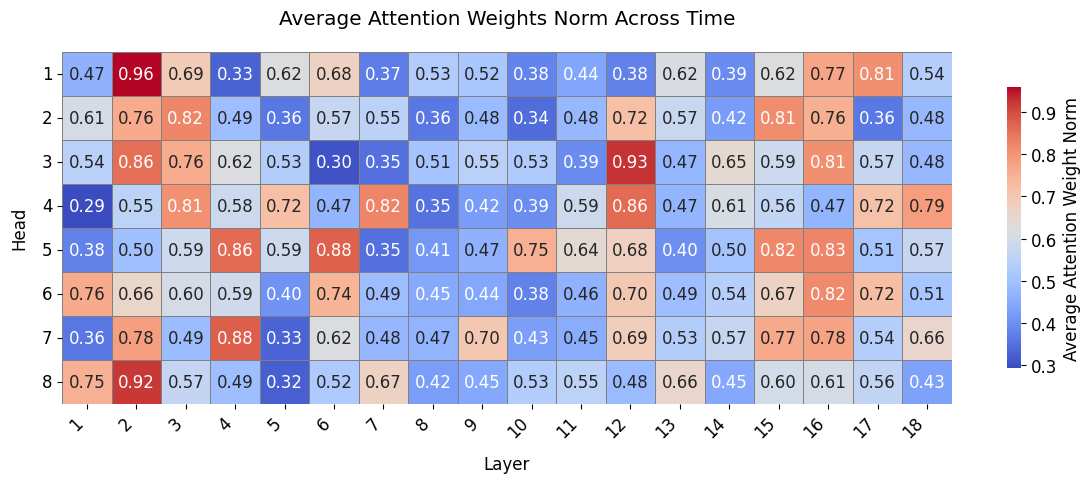 Average Attention Weights Norm Across Time
1 0.47 0.96 0.69 0.33 0.62 0.68 0.37 0.53 0.52 0.38 0.44 0.38 0.62 0.39 0.62 0.77 0.81 0.54
2 0.61 0.76 0.82 0.49 0.36 0.57 0.55 0.36 0.48 0.34 0.48 0.72 0.57 0.42 0.81 0.76 0.36 0.48
3 0.54 0.86 0.76 0.62 0.53 0.30 0.35 0.51 0.55 0.53 0.39 0.93 0.47 0.65 0.59 0.81 0.57 0.48
4 0.29 0.55 0.81 0.58 0.72 0.47 0.82 0.35 0.42 0.39 0.59 0.86 0.47 0.61 0.56 0.47 0.72 0.79
5 0.38 0.50 0.59 0.86 0.59 0.88 0.35 0.41 0.47 0.75 0.64 0.68 0.40 0.50 0.82 0.83 0.51 0.57
6 0.76 0.66 0.60 0.59 0.40 0.74 0.49 0.45 0.44 0.38 0.46 0.70 0.49 0.54 0.67 0.82 0.72 0.51
7 0.36 0.78 0.49 0.88 0.33 0.62 0.48 0.47 0.70 0.43 0.45 0.69 0.53 0.57 0.77 0.78 0.54 0.66
8 0.75 0.92 0.57 0.49 0.32 0.52 0.67 0.42 0.45 0.53 0.55 0.48 0.66 0.45 0.60 0.61 0.56 0.43
1 2 3 4 5 6 7 8 9 10 11 12 13 14 15 16 17 18
Layer
Head
0.9
0.8
0.7
0.6
0.5
0.4
0.3
Average Attention Weight Norm